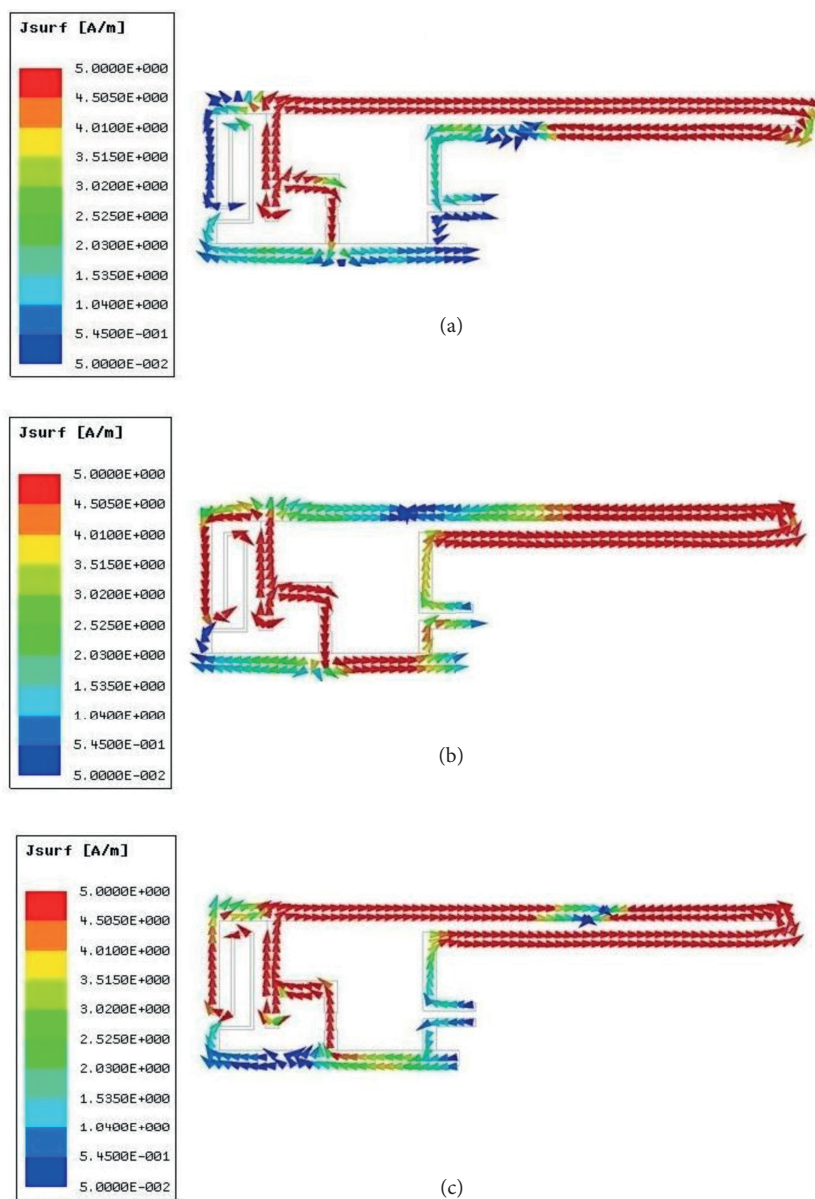 Jsurf [A/m]
5.0000E+000
4.5050E+000
4.0100E+000
3.5150E+000
3.0200E+000
2.5250E+000
2.0300E+000
1.5350E+000
1.0400E+000
5.4500E-001
5.0000E-002
(a)
Jsurf [A/m]
5.0000E+000
4.5050E+000
4.0100E+000
3.5150E+000
3.0200E+000
2.5250E+000
2.0300E+000
1.5350E+000
1.0400E+000
5.4500E-001
5.0000E-002
(b)
Jsurf [A/m]
5.0000E+000
4.5050E+000
4.0100E+000
3.5150E+000
3.0200E+000
2.5250E+000
2.0300E+000
1.5350E+000
1.0400E+000
5.4500E-001
5.0000E-002
(c)